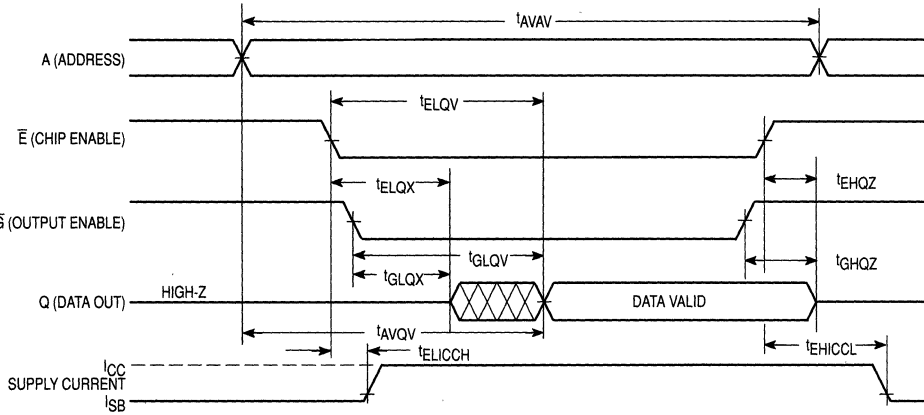 tAVAV
A (ADDRESS)
tELQV
E̅ (CHIP ENABLE)
tELQX
tEHQZ
G̅ (OUTPUT ENABLE)
tGLQV
tGHQZ
tGLQX
HIGH-Z
Q (DATA OUT)
DATA VALID
tAVQV
tELICCH
tEHICCL
ICC
SUPPLY CURRENT
ISB